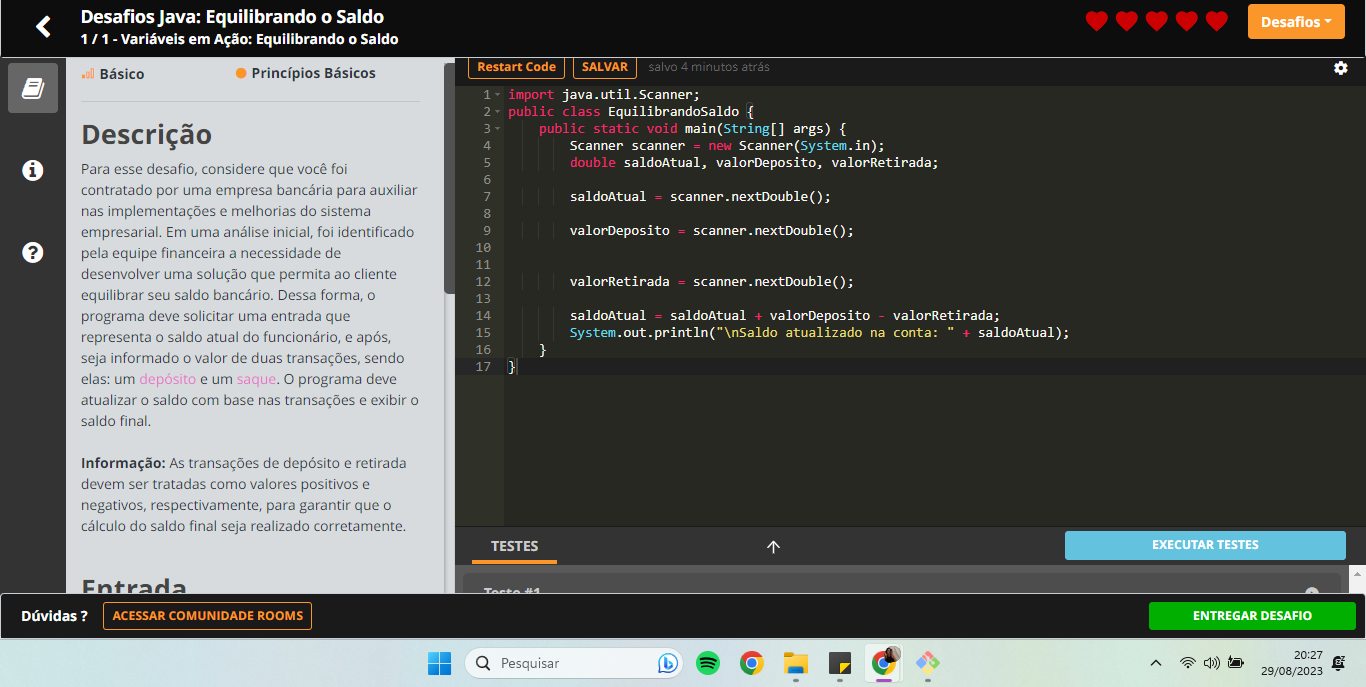 Desafios Java: Equilibrando o Saldo
1 / 1 - Variáveis em Ação: Equilibrando o Saldo
Desafios
Básico
Princípios Básicos
Descrição
Para esse desafio, considere que você foi
contratado por uma empresa bancária para auxiliar
nas implementações e melhorias do sistema
empresarial. Em uma análise inicial, foi identificado
pela equipe financeira a necessidade de
desenvolver uma solução que permita ao cliente
equilibrar seu saldo bancário. Dessa forma, o
programa deve solicitar uma entrada que
representa o saldo atual do funcionário, e após,
seja informado o valor de duas transações, sendo
elas: um depósito e um saque. O programa deve
atualizar o saldo com base nas transações e exibir o
saldo final.
Informação: As transações de depósito e retirada
devem ser tratadas como valores positivos e
negativos, respectivamente, para garantir que o
cálculo do saldo final seja realizado corretamente.
Entrada
Restart Code
SALVAR
salvo 4 minutos atrás
1 import java.util.Scanner;
2 public class EquilibrandoSaldo {
3 public static void main(String[] args) {
4 Scanner scanner = new Scanner(System.in);
5 double saldoAtual, valorDeposito, valorRetirada;
6
7 saldoAtual = scanner.nextDouble();
8
9 valorDeposito = scanner.nextDouble();
10
11
12 valorRetirada = scanner.nextDouble();
13
14 saldoAtual = saldoAtual + valorDeposito - valorRetirada;
15 System.out.println("\nSaldo atualizado na conta: " + saldoAtual);
16 }
17 }
TESTES
EXECUTAR TESTES
Teste #1
Dúvidas ?
ACESSAR COMUNIDADE ROOMS
ENTREGAR DESAFIO
Pesquisar
20:27
29/08/2023